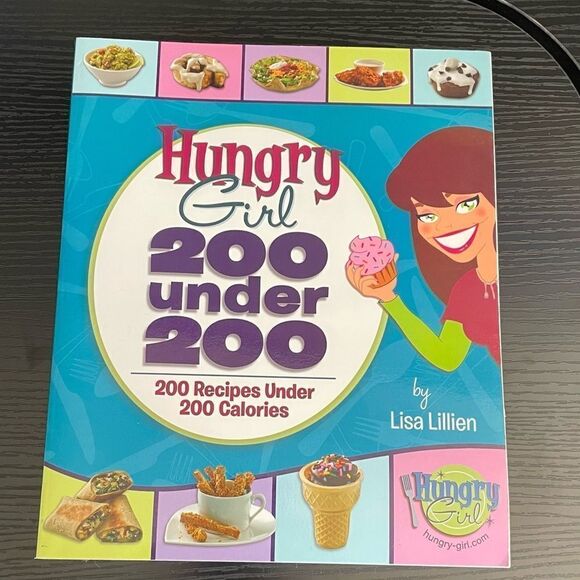 Hungry
Girl
200
under
200
200 Recipes Under
200 Calories
by
Lisa Lillien
Hungry
Girl
hungry-girl.com